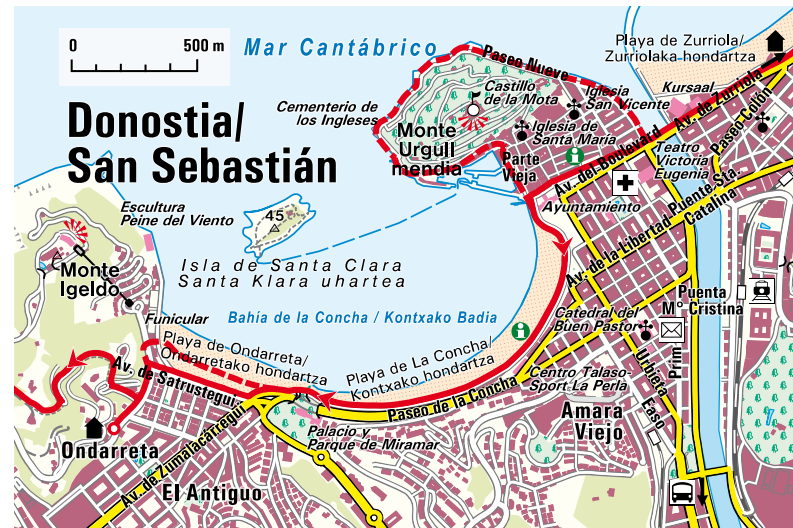 0 500 m
Mar Cantábrico
Donostia/
San Sebastián
Playa de Zurriola/
Zurriolaka hondartza
Paseo Nueve
Castillo
de la Mota
Iglesia
San Vicente
Kursaal
Av. de Zurriola
Paseo Colón
Cementerio de
los Ingleses
Monte
Urgull
mendia
Iglesia de
Santa María
Parte
Vieja
Av. del Boulevard
Teatro
Victoria
Eugenia
Escultura
Peine del Viento
45
Ayuntamiento
Puente Sta.
Catalina
Av. de la Libertad
Isla de Santa Clara
Santa Klara uhartea
Monte
Igeldo
Funicular
Bahía de la Concha / Kontxako Badia
Puenta
Mº Cristina
Catedral del
Buen Pastor
Playa de Ondarreta/
Ondarretako hondartza
Playa de La Concha/
Kontxako hondartza
Prim
Urbieta
Easo
Centro Talaso-
Sport La Perla
Av. de Satrustegui
Paseo de la Concha
Amara
Viejo
Palacio y
Parque de Miramar
Ondarreta
Av. de Zumalacárregui
El Antiguo